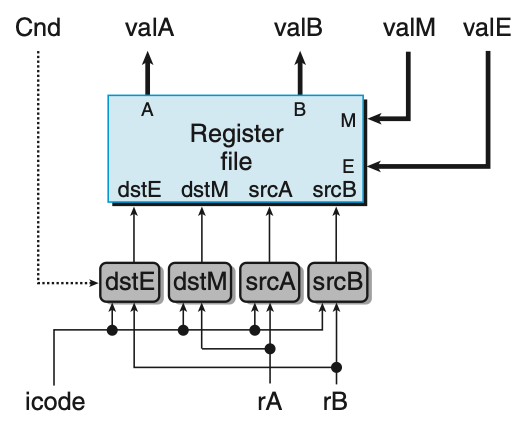 Cnd valA valB valM valE
A B
M
Register
file
E
dstE dstM srcA srcB
dstE dstM srcA srcB
icode rA rB